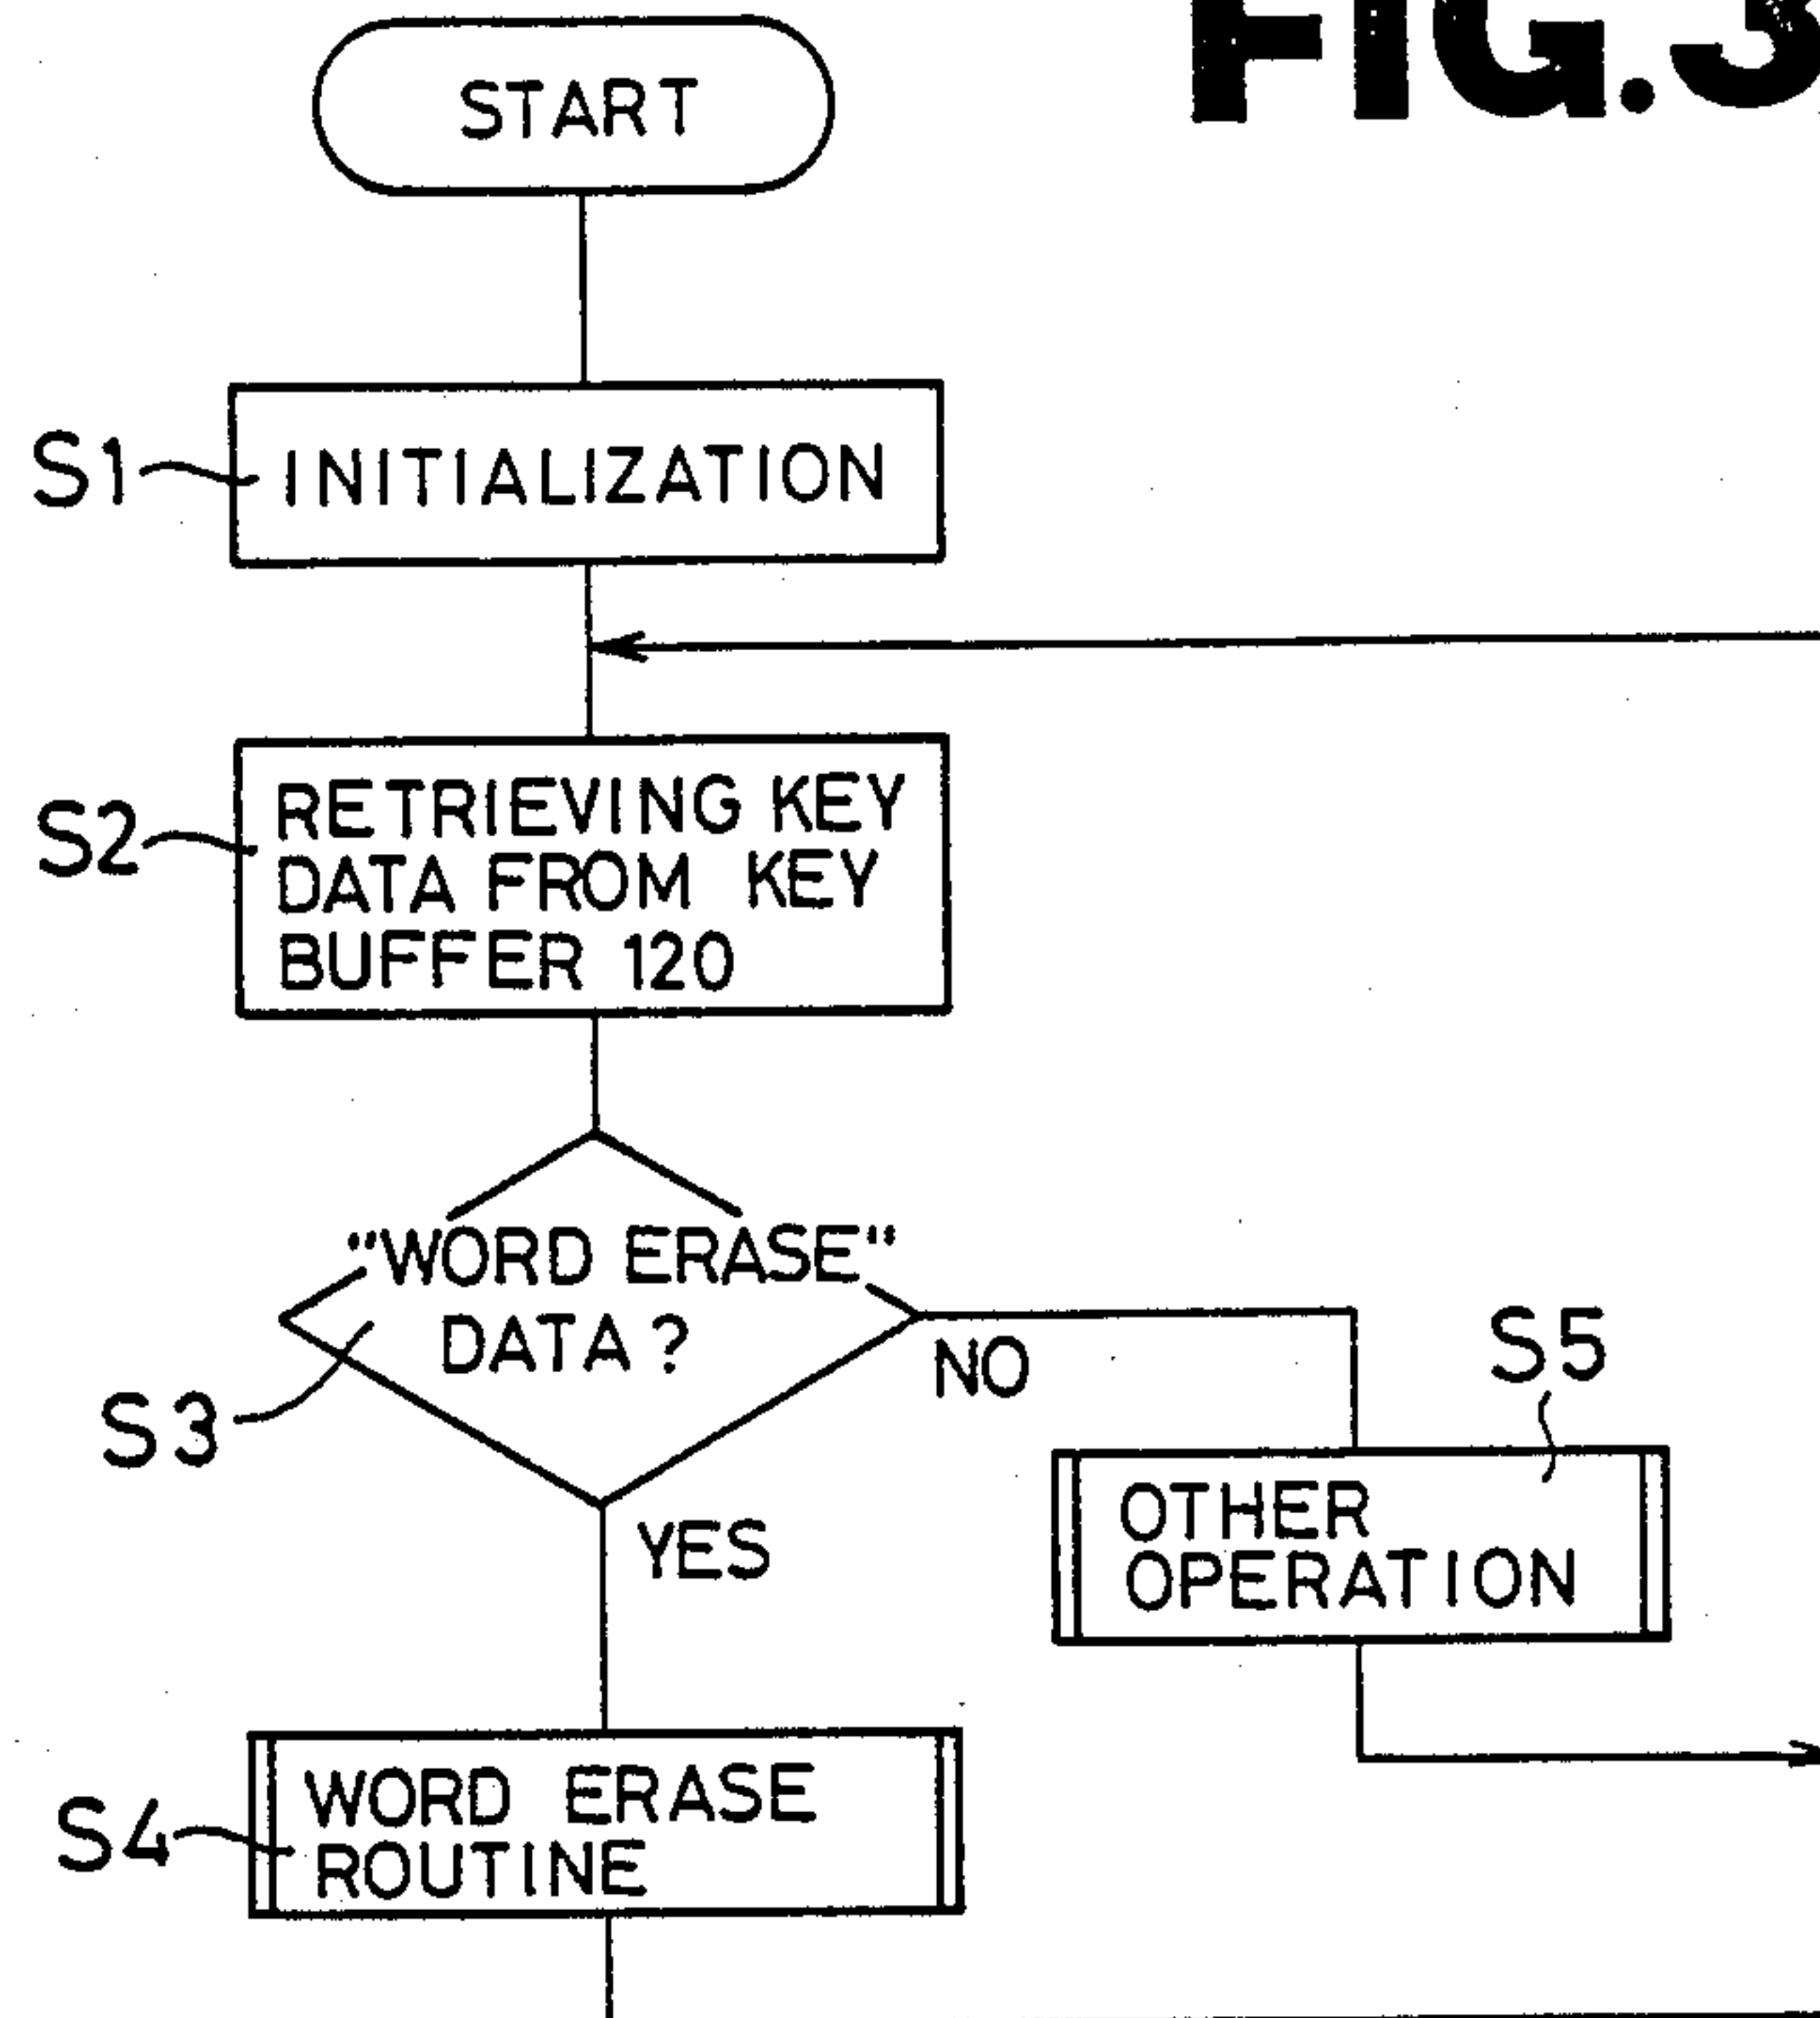 FIG.3
START
S1
INITIALIZATION
S2
RETRIEVING KEY
DATA FROM KEY
BUFFER 120
"WORD ERASE"
DATA?
NO
S3
YES
S5
OTHER
OPERATION
S4
WORD ERASE
ROUTINE